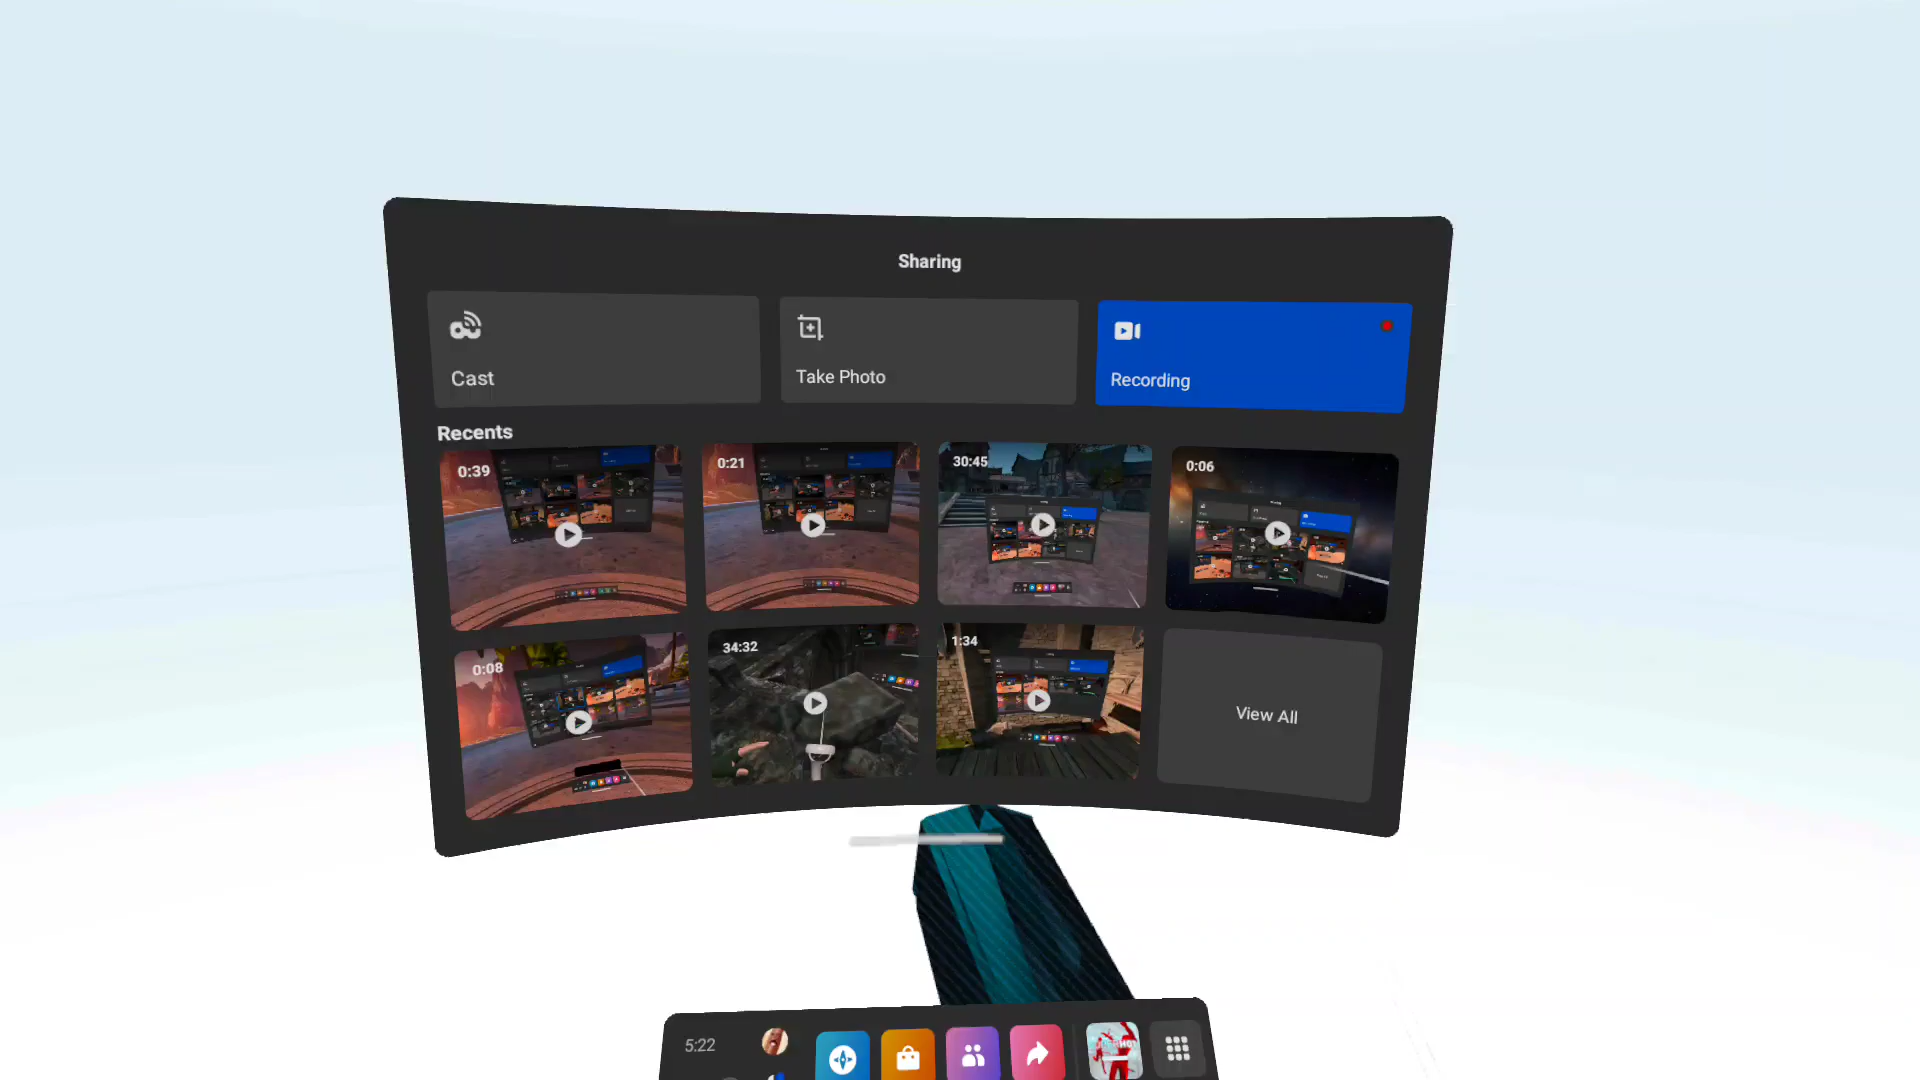 Sharing
Cast
Take Photo
Recording
Recents
0:39
0:21
30:45
0:06
0:08
34:32
1:34
View All
5:22